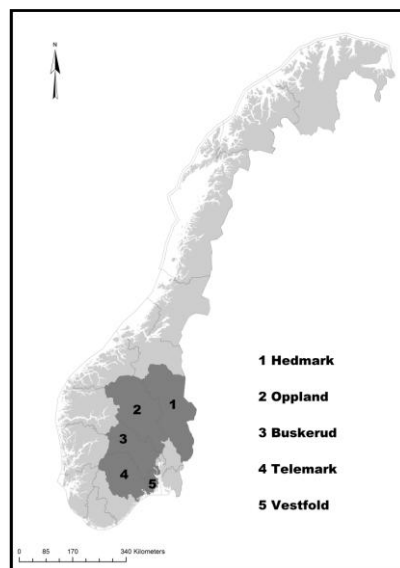 N
1 Hedmark
2 Oppland
3 Buskerud
4 Telemark
5 Vestfold
1
2
3
4
5
0 85 170 340 Kilometers